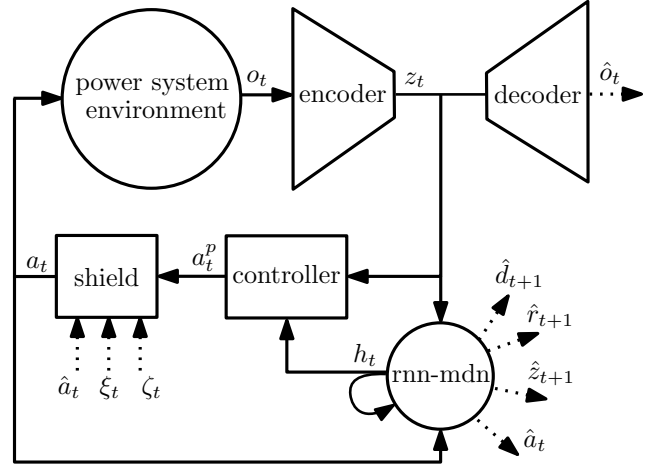 power system
environment
o_t
encoder
z_t
decoder
ô_t
a_t
shield
a_t^p
controller
d̂_{t+1}
r̂_{t+1}
h_t
rnn-mdn
ẑ_{t+1}
â_t
ξ_t
ζ_t
â_t